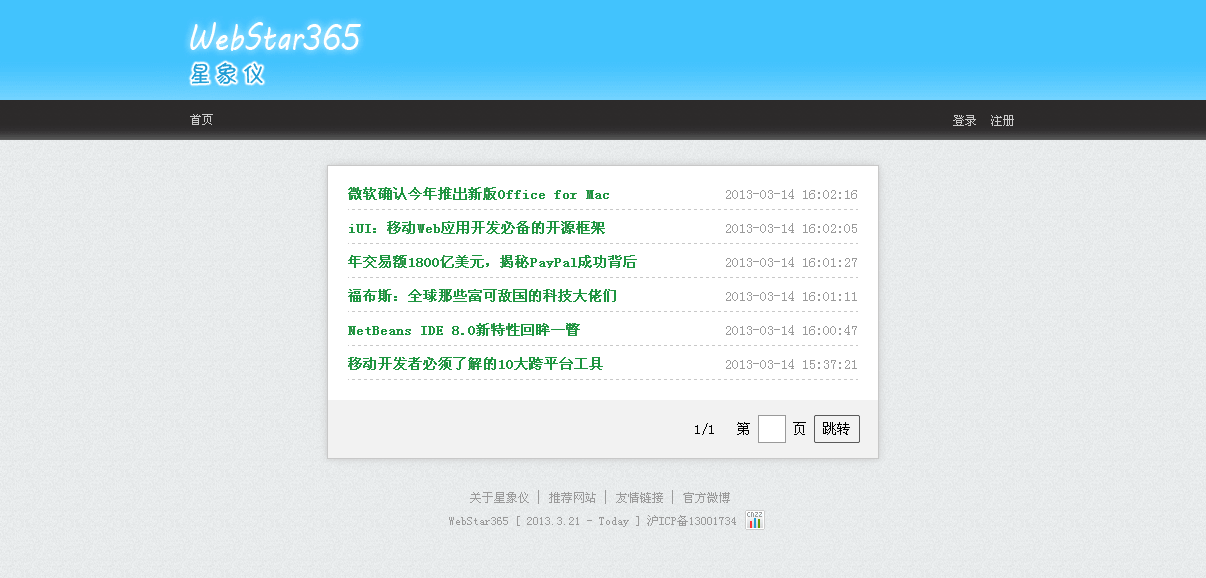 WebStar365
星象仪
首页 登录 注册
微软确认今年推出新版Office for Mac 2013-03-14 16:02:16
iUI：移动Web应用开发必备的开源框架 2013-03-14 16:02:05
年交易额1800亿美元，揭秘PayPal成功背后 2013-03-14 16:01:27
福布斯：全球那些富可敌国的科技大佬们 2013-03-14 16:01:11
NetBeans IDE 8.0新特性回眸一瞥 2013-03-14 16:00:47
移动开发者必须了解的10大跨平台工具 2013-03-14 15:37:21
1/1 第 页 跳转
关于星象仪 | 推荐网站 | 友情链接 | 官方微博
WebStar365 [ 2013.3.21 - Today ] 沪ICP备13001734 CNZZ